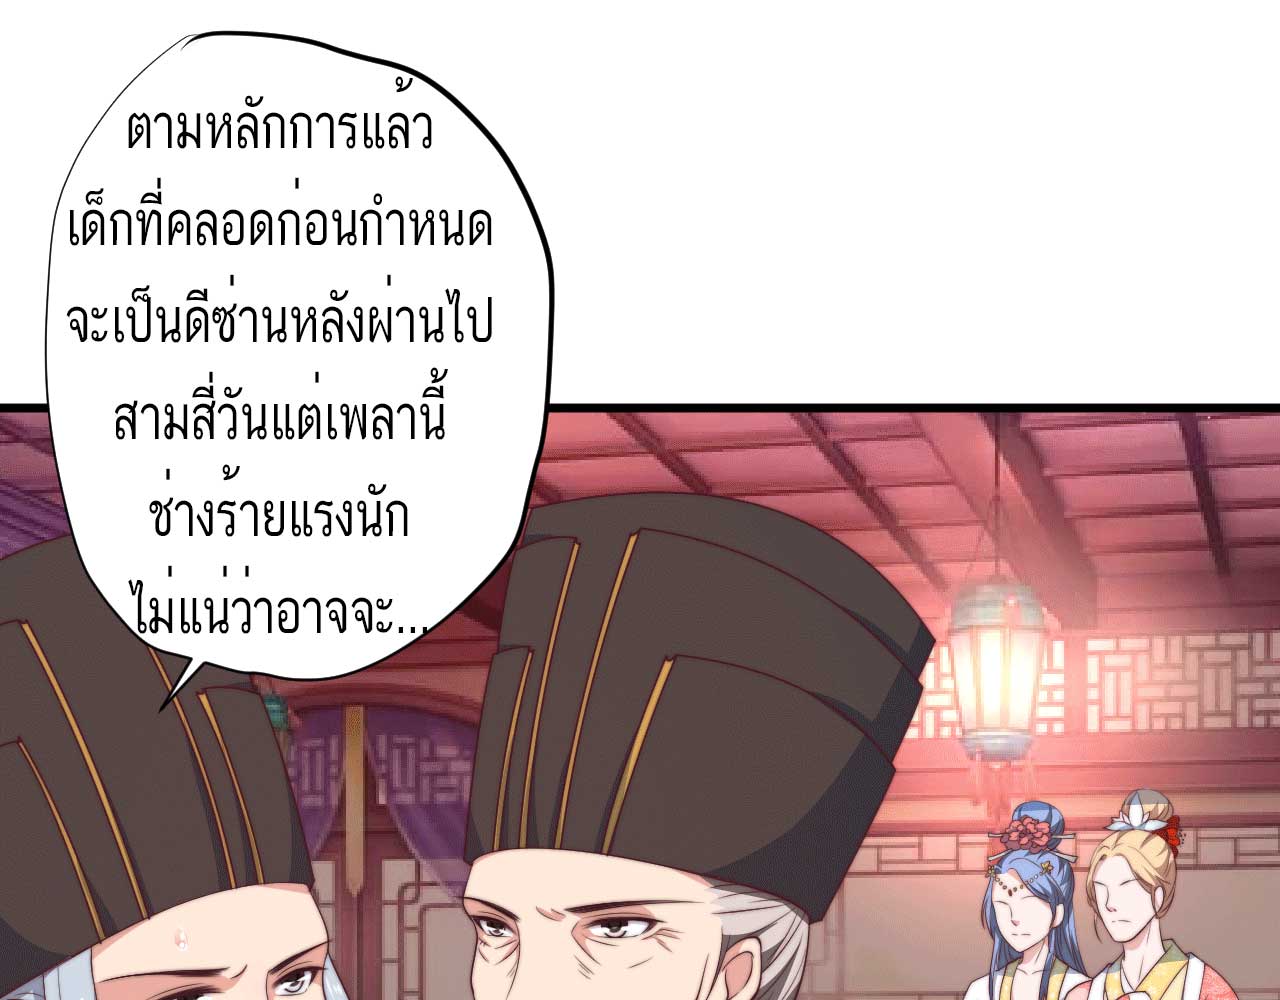 ตามหลักการแล้ว
เด็กที่คลอดก่อนกำหนด
จะเป็นดีซ่านหลังผ่านไป
สามสี่วันแต่เพลานี้
ช่างร้ายแรงนัก
ไม่แน่ว่าอาจจะ...